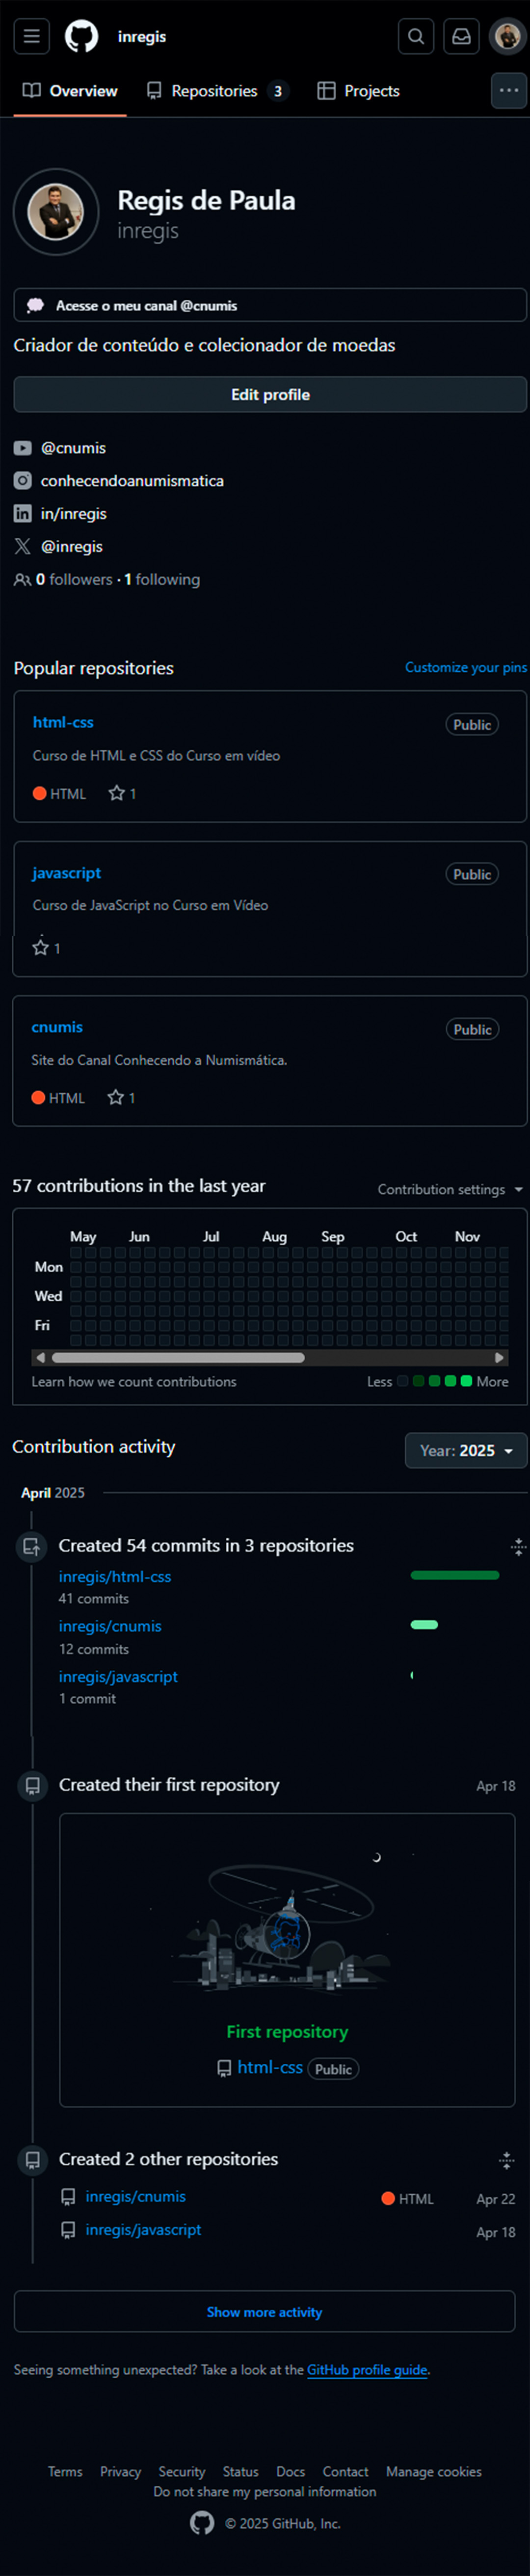 inregis
Overview Repositories 3 Projects
Regis de Paula
inregis
Acesse o meu canal @cnumis
Criador de conteúdo e colecionador de moedas
Edit profile
@cnumis
conhecendoanumismatica
in/inregis
@inregis
0 followers · 1 following
Popular repositories Customize your pins
html-css Public
Curso de HTML e CSS do Curso em vídeo
HTML 1
javascript Public
Curso de JavaScript no Curso em Vídeo
1
cnumis Public
Site do Canal Conhecendo a Numismática.
HTML 1
57 contributions in the last year Contribution settings
May Jun Jul Aug Sep Oct Nov
Mon
Wed
Fri
Learn how we count contributions Less More
Contribution activity Year: 2025
April 2025
Created 54 commits in 3 repositories
inregis/html-css
41 commits
inregis/cnumis
12 commits
inregis/javascript
1 commit
Created their first repository Apr 18
First repository
html-css Public
Created 2 other repositories
inregis/cnumis HTML Apr 22
inregis/javascript Apr 18
Show more activity
Seeing something unexpected? Take a look at the GitHub profile guide.
Terms Privacy Security Status Docs Contact Manage cookies
Do not share my personal information
© 2025 GitHub, Inc.